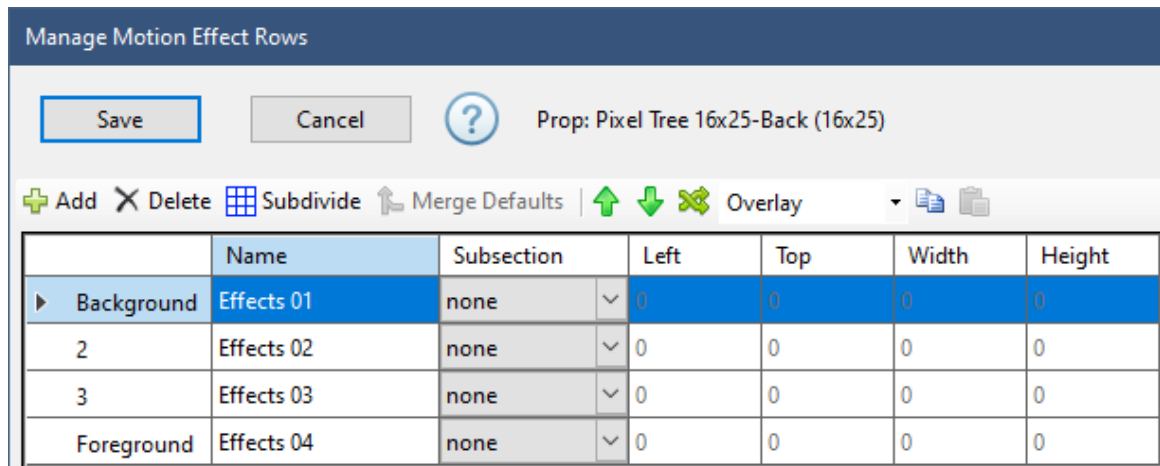 Manage Motion Effect Rows
Save Cancel ? Prop: Pixel Tree 16x25-Back (16x25)
Add Delete Subdivide Merge Defaults Overlay
Name Subsection Left Top Width Height
Background Effects 01 none 0 0 0 0
2 Effects 02 none 0 0 0 0
3 Effects 03 none 0 0 0 0
Foreground Effects 04 none 0 0 0 0